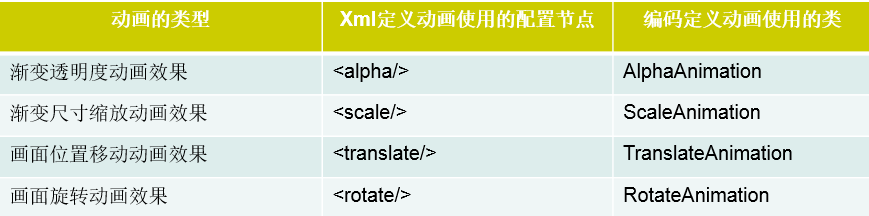 动画的类型 Xml定义动画使用的配置节点 编码定义动画使用的类
渐变透明度动画效果 <alpha/> AlphaAnimation
渐变尺寸缩放动画效果 <scale/> ScaleAnimation
画面位置移动动画效果 <translate/> TranslateAnimation
画面旋转动画效果 <rotate/> RotateAnimation